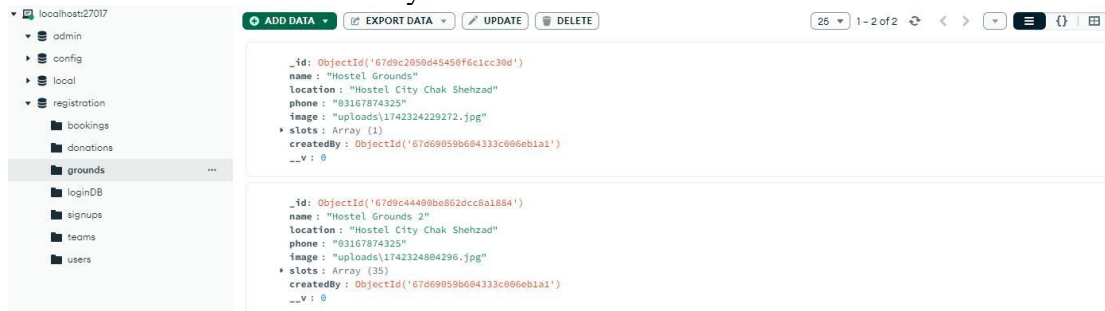 localhost:27017
admin
config
local
registration
bookings
donations
grounds ...
loginDB
signups
teams
users
ADD DATA EXPORT DATA UPDATE DELETE 25 1 – 2 of 2 {}
_id: ObjectId('67d9c2050d45450f6c1cc30d')
name : "Hostel Grounds"
location : "Hostel City Chak Shehzad"
phone : "03167874325"
image : "uploads\1742324229272.jpg"
slots : Array (1)
createdBy : ObjectId('67d69059b604333c006eb1a1')
__v : 0
_id: ObjectId('67d9c44400be862dcc8a1884')
name : "Hostel Grounds 2"
location : "Hostel City Chak Shehzad"
phone : "03167874325"
image : "uploads\1742324804296.jpg"
slots : Array (35)
createdBy : ObjectId('67d69059b604333c006eb1a1')
__v : 0